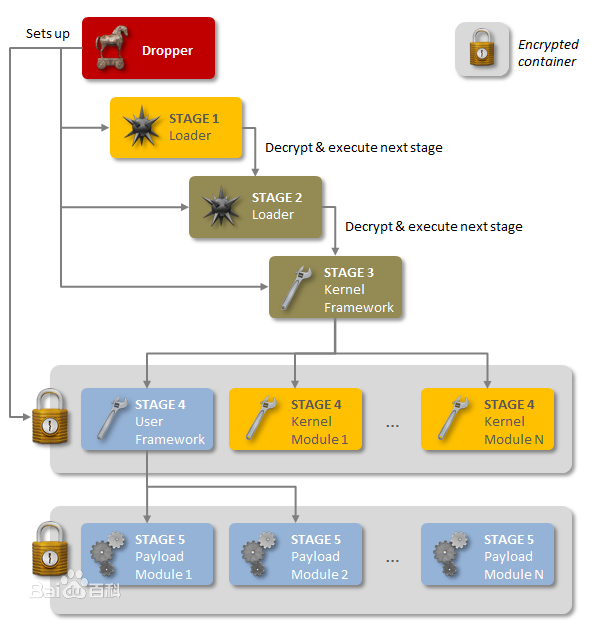 Sets up
Dropper
Encrypted
container
STAGE 1
Loader
Decrypt & execute next stage
STAGE 2
Loader
Decrypt & execute next stage
STAGE 3
Kernel
Framework
STAGE 4
User
Framework
STAGE 4
Kernel
Module 1
...
STAGE 4
Kernel
Module N
STAGE 5
Payload
Module 1
STAGE 5
Payload
Module 2
...
STAGE 5
Payload
Module N
Bai du 百科